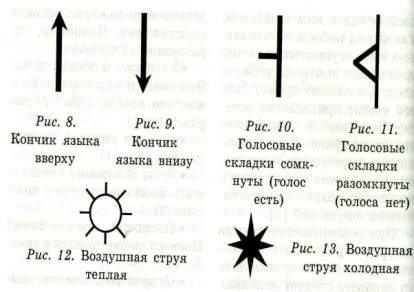 Рис. 8.
Кончик языка
вверху
Рис. 9.
Кончик
языка внизу
Рис. 10.
Голосовые
складки сомк-
нуты (голос
есть)
Рис. 11.
Голосовые
складки
разомкнуты
(голоса нет)
Рис. 12. Воздушная струя
теплая
Рис. 13. Воздушная
струя холодная